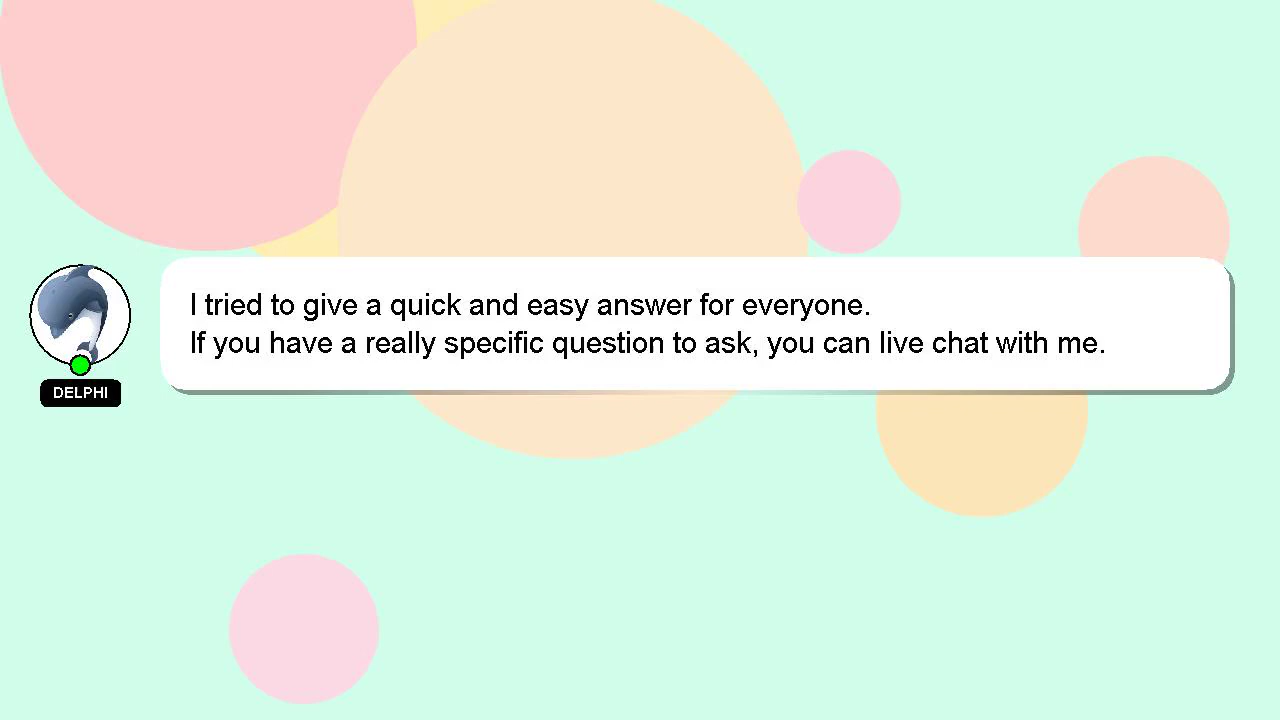 I tried to give a quick and easy answer for everyone.
If you have a really specific question to ask, you can live chat with me.
DELPHI